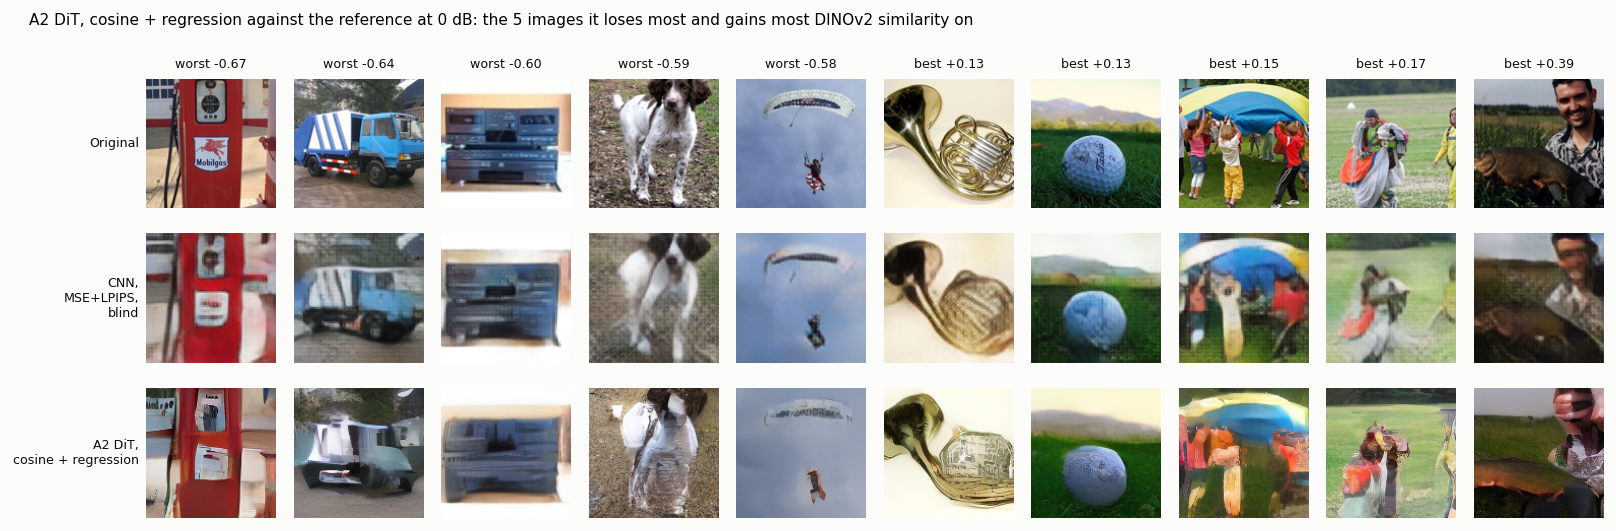 A2 DiT, cosine + regression against the reference at 0 dB: the 5 images it loses most and gains most DINOv2 similarity on
worst -0.67 worst -0.64 worst -0.60 worst -0.59 worst -0.58 best +0.13 best +0.13 best +0.15 best +0.17 best +0.39
Original
Mobilgas
Titleist
CNN,
MSE+LPIPS,
blind
A2 DiT,
cosine + regression